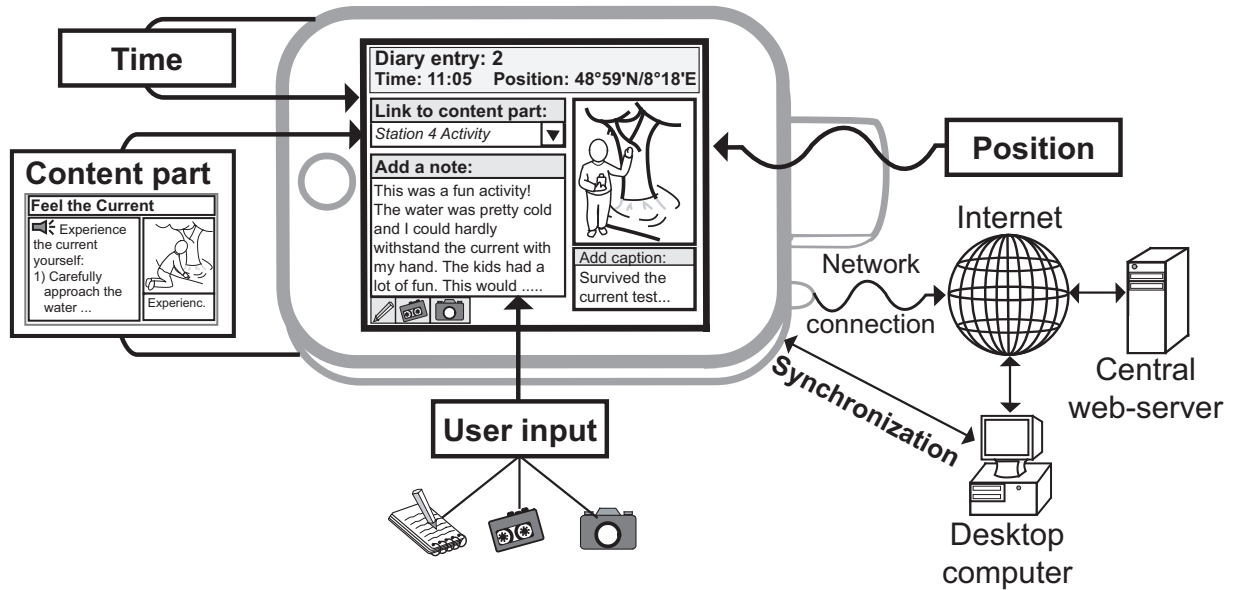 Time
Content part
Feel the Current
Experience
the current
yourself:
1) Carefully
approach the
water ...
Experienc.
Diary entry: 2
Time: 11:05 Position: 48°59'N/8°18'E
Link to content part:
Station 4 Activity
Add a note:
This was a fun activity!
The water was pretty cold
and I could hardly
withstand the current with
my hand. The kids had a
lot of fun. This would .....
Add caption:
Survived the
current test...
User input
Position
Internet
Network
connection
Central
web-server
Synchronization
Desktop
computer